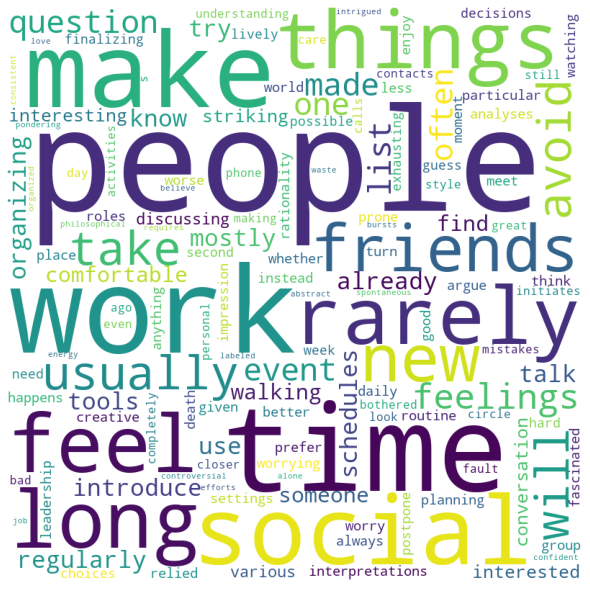 understanding
intrigued
decisions
love
finalizing
question
try
lively
care
enjoy
things
watching
consistent
make
s
made
world
contacts
less
still
particular
interesting
know
striking
one
possible
calls
often
moment
analyses
avoid
pondering
people
list
exhausting
organizing
activities
day
worse
phone
guess
style
meet
organized
believe
waste
rationality
prone
philosophical
making
requires
roles
discussing
bursts
find
great
place
second
whether
turn
argue
initiates
take
mostly
friends
comfortable
instead
already
think
work
ago
even
anything
personal
impression
abstract
spontaneous
rarely
good
energy
labeled
week
mistakes
need
usually
event
new
talk
happens
tools
death
given
walking
schedules
daily
bothered
feelings
creative
completely
better
prefer
look
routine
circle
hard
feel
time
bad
use
closer
worrying
fault
conversation
will
fascinated
leadership
introduce
controversial
alone
settings
someone
planning
long
efforts
social
job
worry
always
postpone
group
confident
regularly
choices
relied
various
interpretations
interested